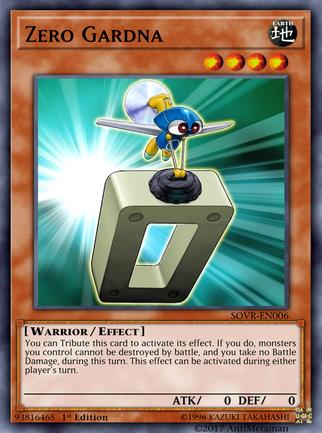 Zero Gardna
EARTH
地
SOVR-EN006
[Warrior / Effect]
You can Tribute this card to activate its effect. If you do, monsters
you control cannot be destroyed by battle, and you take no Battle
Damage, during this turn. This effect can be activated during either
player's turn.
ATK/ 0 DEF/ 0
93816465 1st Edition ©1996 KAZUKI TAKAHASHI
©2017 AntiMetaman